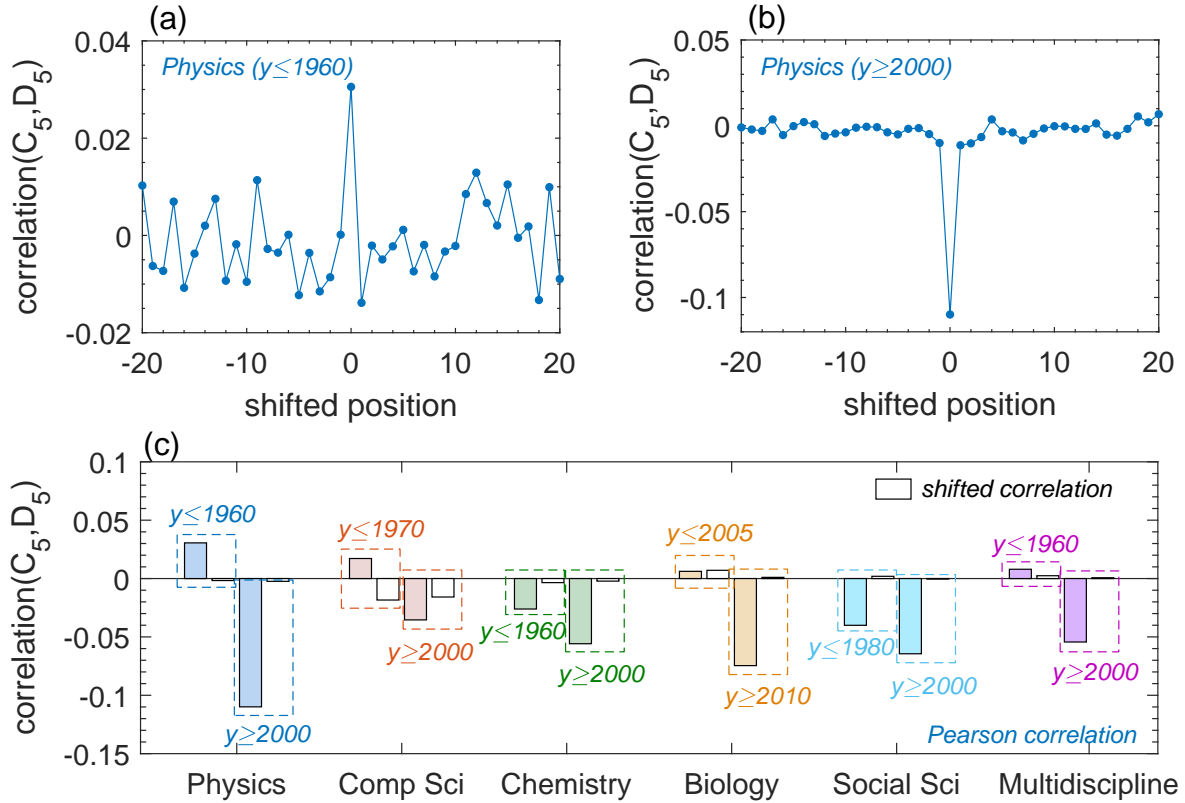 (a)
0.04
0.02
0
-0.02
correlation(C5,D5)
Physics (y≤1960)
-20
-10
0
10
20
shifted position
(b)
0.05
0
-0.05
-0.1
correlation(C5,D5)
Physics (y≥2000)
-20
-10
0
10
20
shifted position
(c)
0.1
0.05
0
-0.05
-0.1
-0.15
correlation(C5,D5)
shifted correlation
y≤1960
y≥2000
y≤1970
y≥2000
y≤1960
y≥2000
y≤2005
y≥2010
y≤1980
y≥2000
y≤1960
y≥2000
Pearson correlation
Physics
Comp Sci
Chemistry
Biology
Social Sci
Multidiscipline